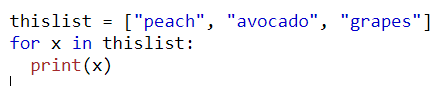 thislist = ["peach", "avocado", "grapes"]
for x in thislist:
  print(x)